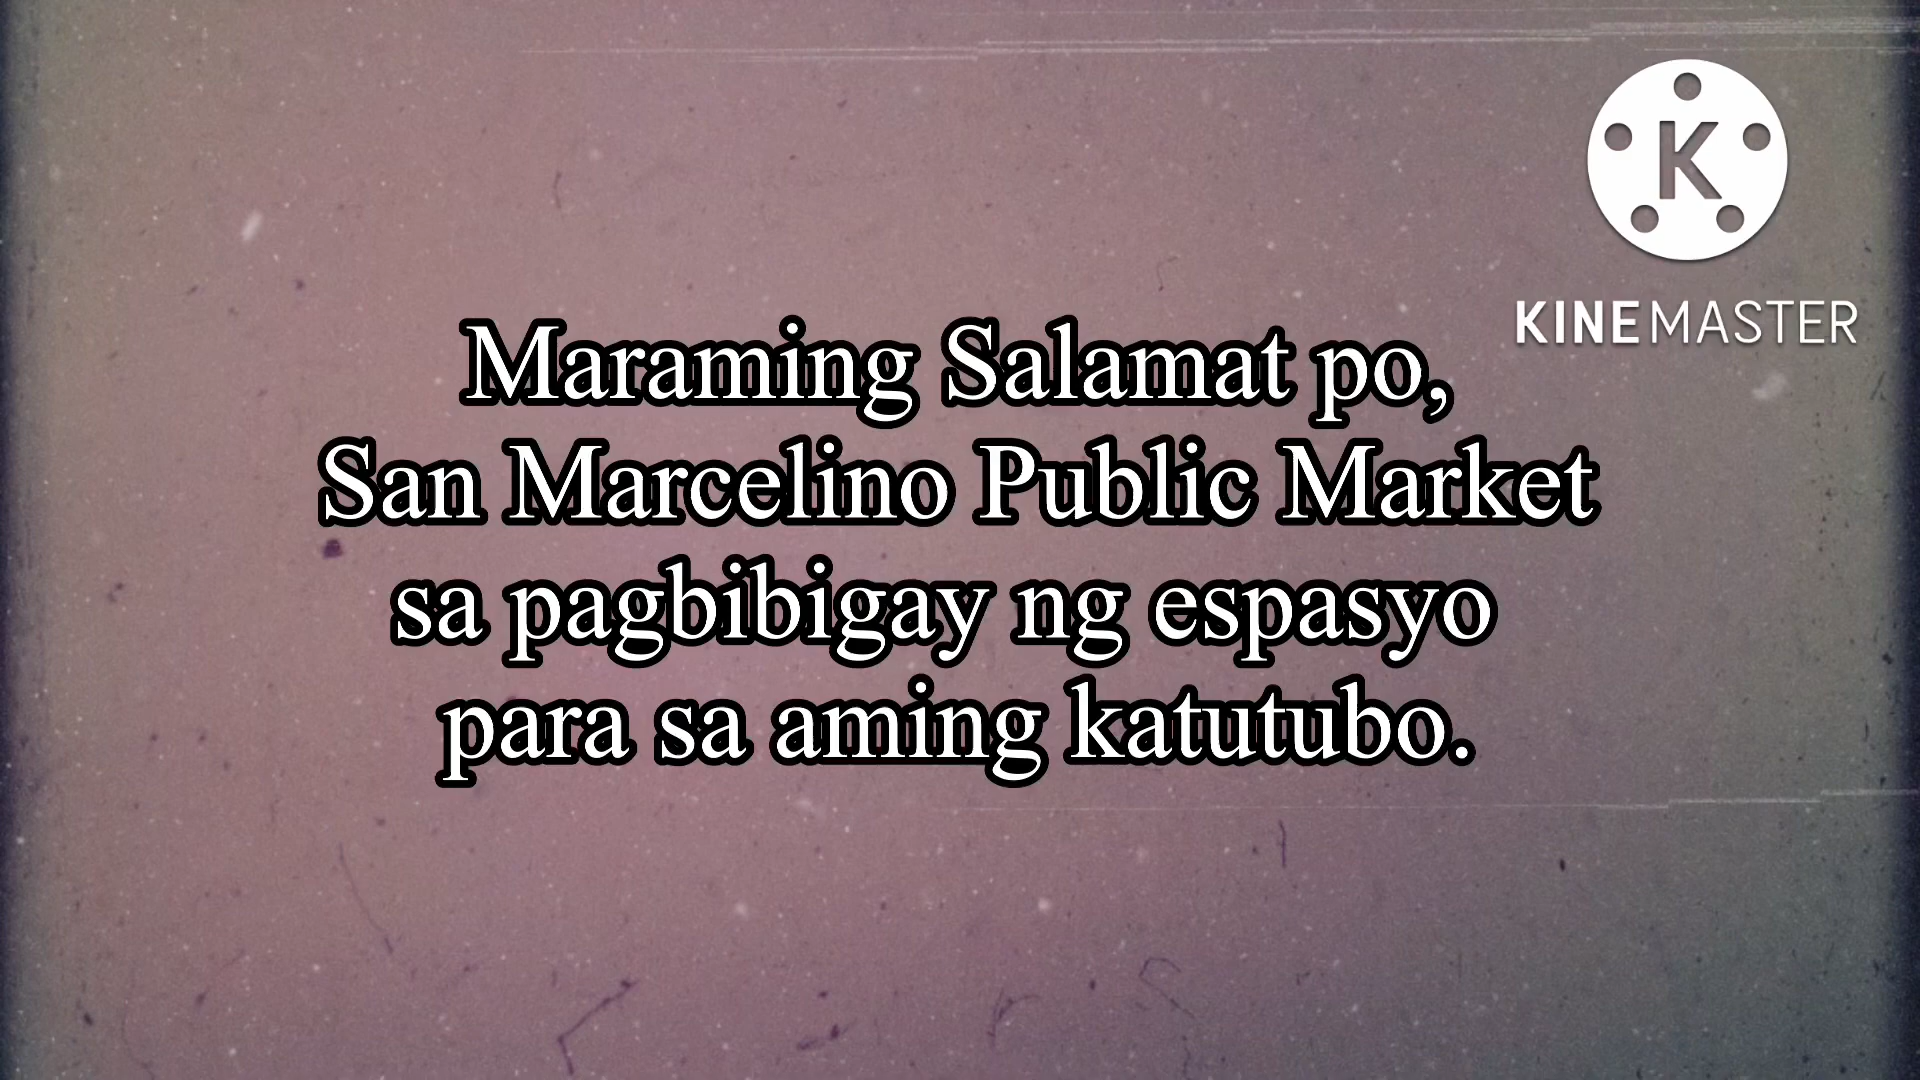 K
KINEMASTER
Maraming Salamat po,
San Marcelino Public Market
sa pagbibigay ng espasyo
para sa aming katutubo.